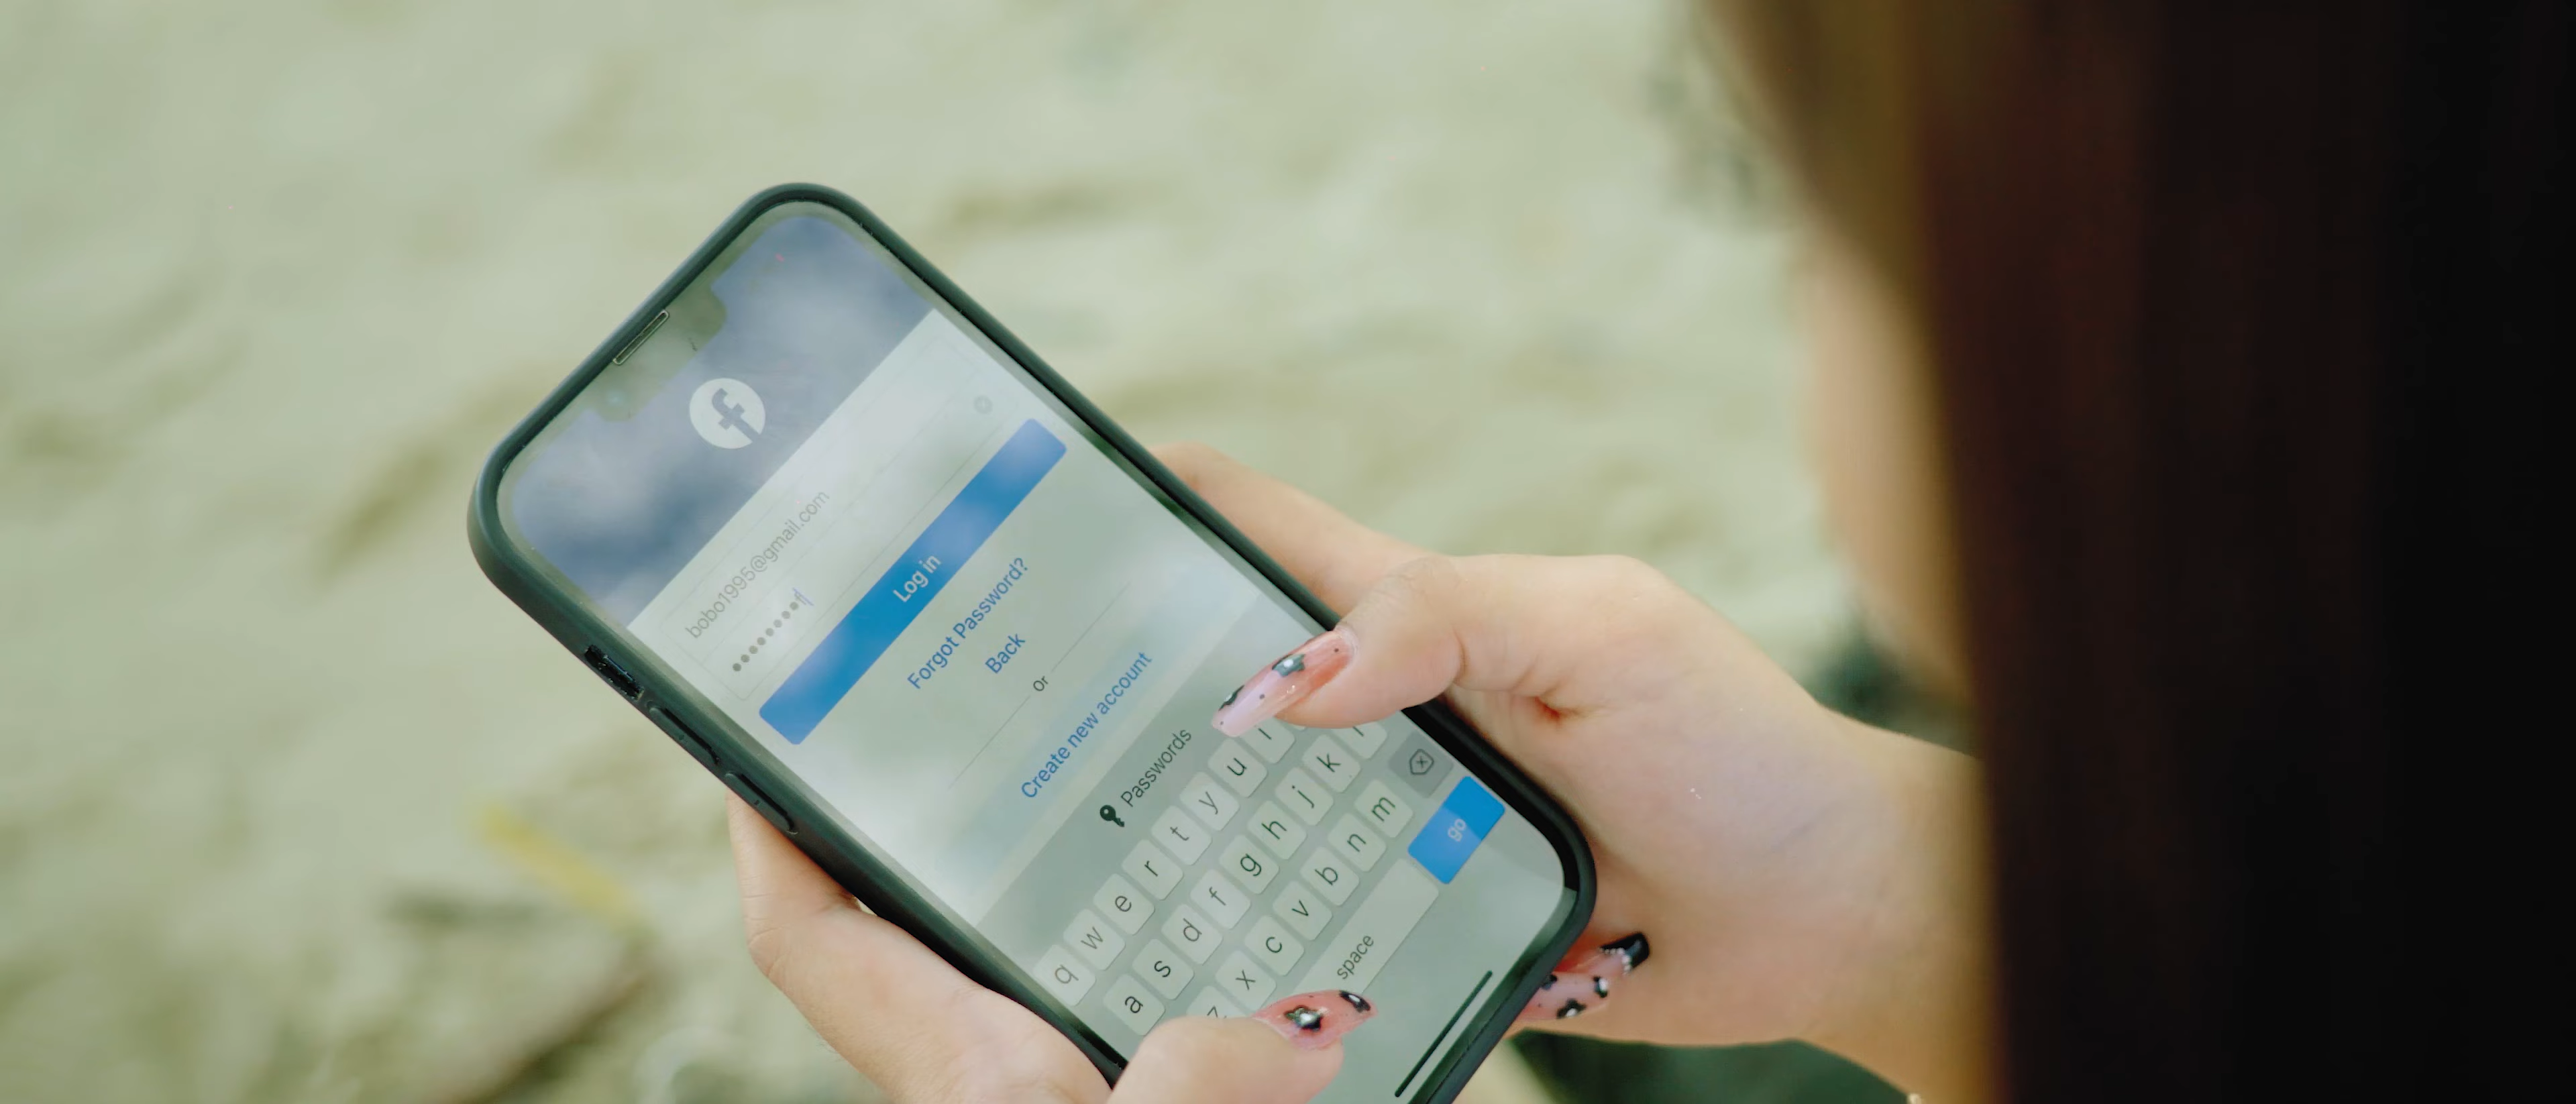 f
bobo1995@gmail.com
•••••••••
Log in
Forgot Password?
Back
Or
Create new account
Passwords
q w e r t y u i
a s d f g h j k l
z x c v b n m
space go